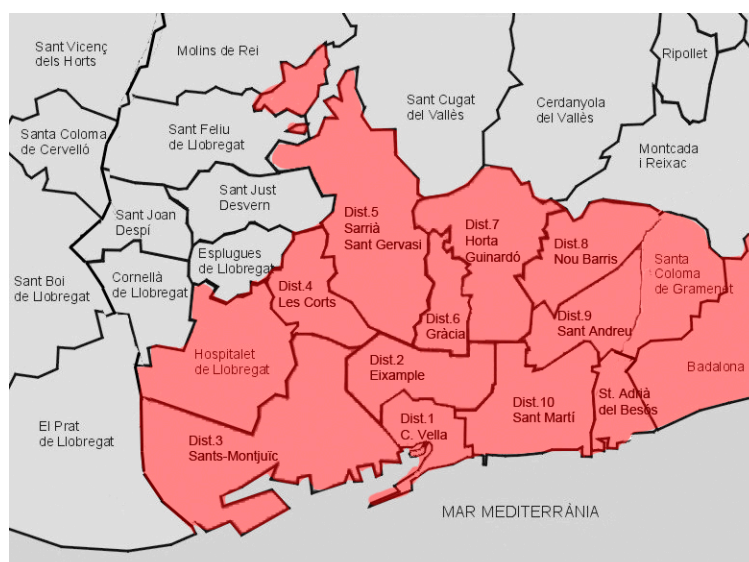 Sant Vicenç
dels Horts
Molins de Rei
Ripollet
Sant Cugat
del Vallès
Cerdanyola
del Vallès
Santa Coloma
de Cervelló
Sant Feliu
de Llobregat
Montcada
i Reixac
Sant Just
Desvern
Sant Joan
Despí
Dist.5
Sarrià
Sant Gervasi
Dist.7
Horta
Guinardó
Dist.8
Nou Barris
Santa
Coloma
de Gramenet
Esplugues
de Llobregat
Sant Boi
de Llobregat
Cornellà
de Llobregat
Dist.4
Les Corts
Dist.6
Gràcia
Dist.9
Sant Andreu
Hospitalet
de Llobregat
Dist.2
Eixample
Badalona
Dist.10
Sant Martí
St. Adrià
del Besós
El Prat
de Llobregat
Dist.3
Sants-Montjuïc
Dist.1
C. Vella
MAR MEDITERRÀNIA